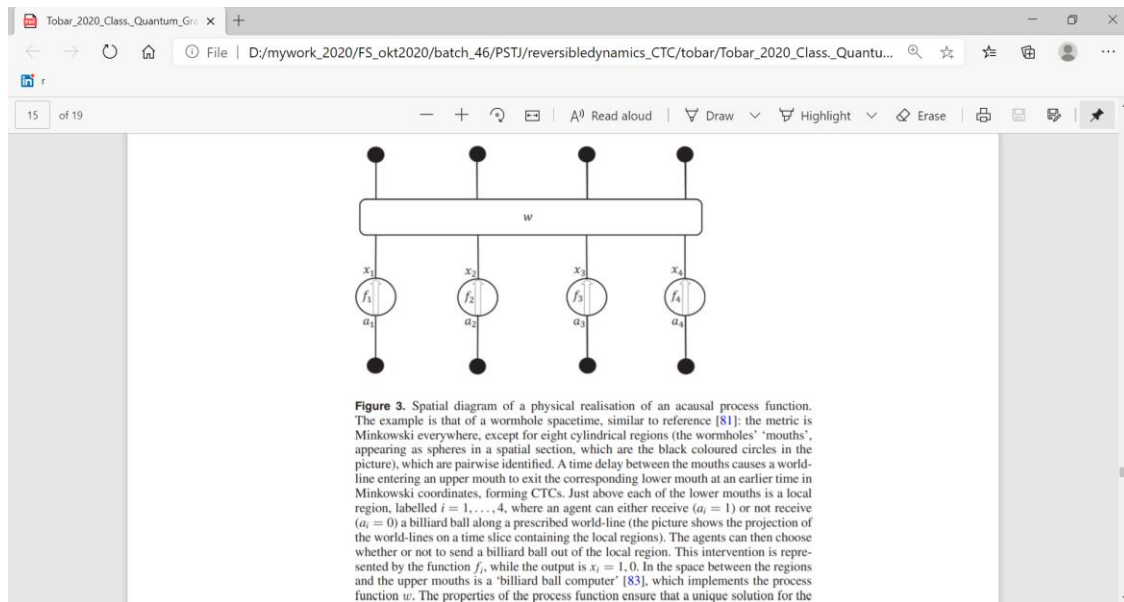 Tobar_2020_Class._Quantum_Gra
File | D:/mywork_2020/FS_okt2020/batch_46/PSTJ/reversibledynamics_CTC/tobar/Tobar_2020_Class._Quantu...
r
15 of 19
Read aloud | Draw Highlight Erase
w
x1 x2 x3 x4
f1 f2 f3 f4
a1 a2 a3 a4
Figure 3. Spatial diagram of a physical realisation of an acausal process function.
The example is that of a wormhole spacetime, similar to reference [81]: the metric is
Minkowski everywhere, except for eight cylindrical regions (the wormholes' 'mouths',
appearing as spheres in a spatial section, which are the black coloured circles in the
picture), which are pairwise identified. A time delay between the mouths causes a world-
line entering an upper mouth to exit the corresponding lower mouth at an earlier time in
Minkowski coordinates, forming CTCs. Just above each of the lower mouths is a local
region, labelled i = 1, . . . , 4, where an agent can either receive (ai = 1) or not receive
(ai = 0) a billiard ball along a prescribed world-line (the picture shows the projection of
the world-lines on a time slice containing the local regions). The agents can then choose
whether or not to send a billiard ball out of the local region. This intervention is repre-
sented by the function fi, while the output is xi = 1, 0. In the space between the regions
and the upper mouths is a 'billiard ball computer' [83], which implements the process
function w. The properties of the process function ensure that a unique solution for the